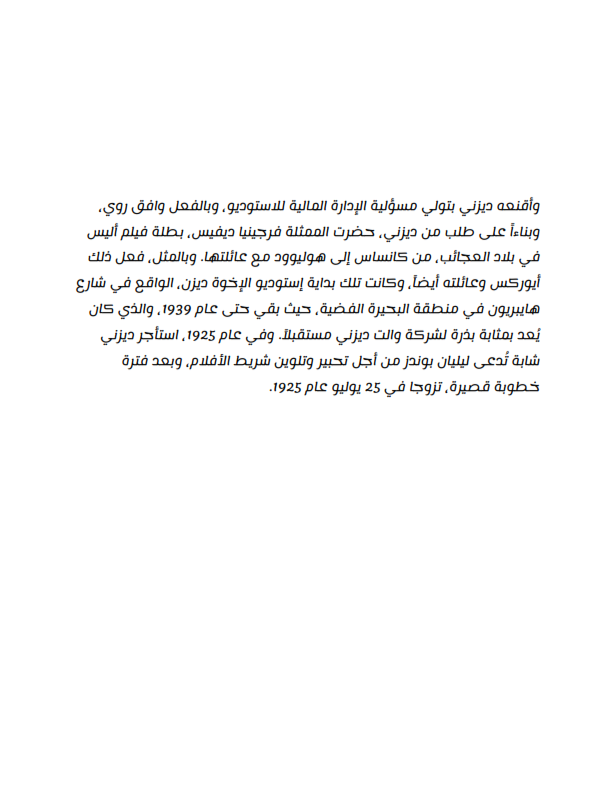 وأقنعه ديزني بتولي مسؤلية الإدارة المالية للاستوديو، وبالفعل وافق روي،
وبناءاً على طلب من ديزني، حضرت الممثلة فرجينيا ديفيس، بطلة فيلم أليس
في بلاد العجائب، من كانساس إلى هوليوود مع عائلتها. وبالمثل، فعل ذلك
أيوركس وعائلته أيضاً، وكانت تلك بداية إستوديو الإخوة ديزن، الواقع في شارع
هايبريون في منطقة البحيرة الفضية، حيث بقي حتى عام 1939، والذي كان
يُعد بمثابة بذرة لشركة والت ديزني مستقبلاً. وفي عام 1925، استأجر ديزني
شابة تُدعى ليليان بوندز من أجل تحبير وتلوين شريط الأفلام، وبعد فترة
خطوبة قصيرة، تزوجا في 25 يوليو عام 1925.